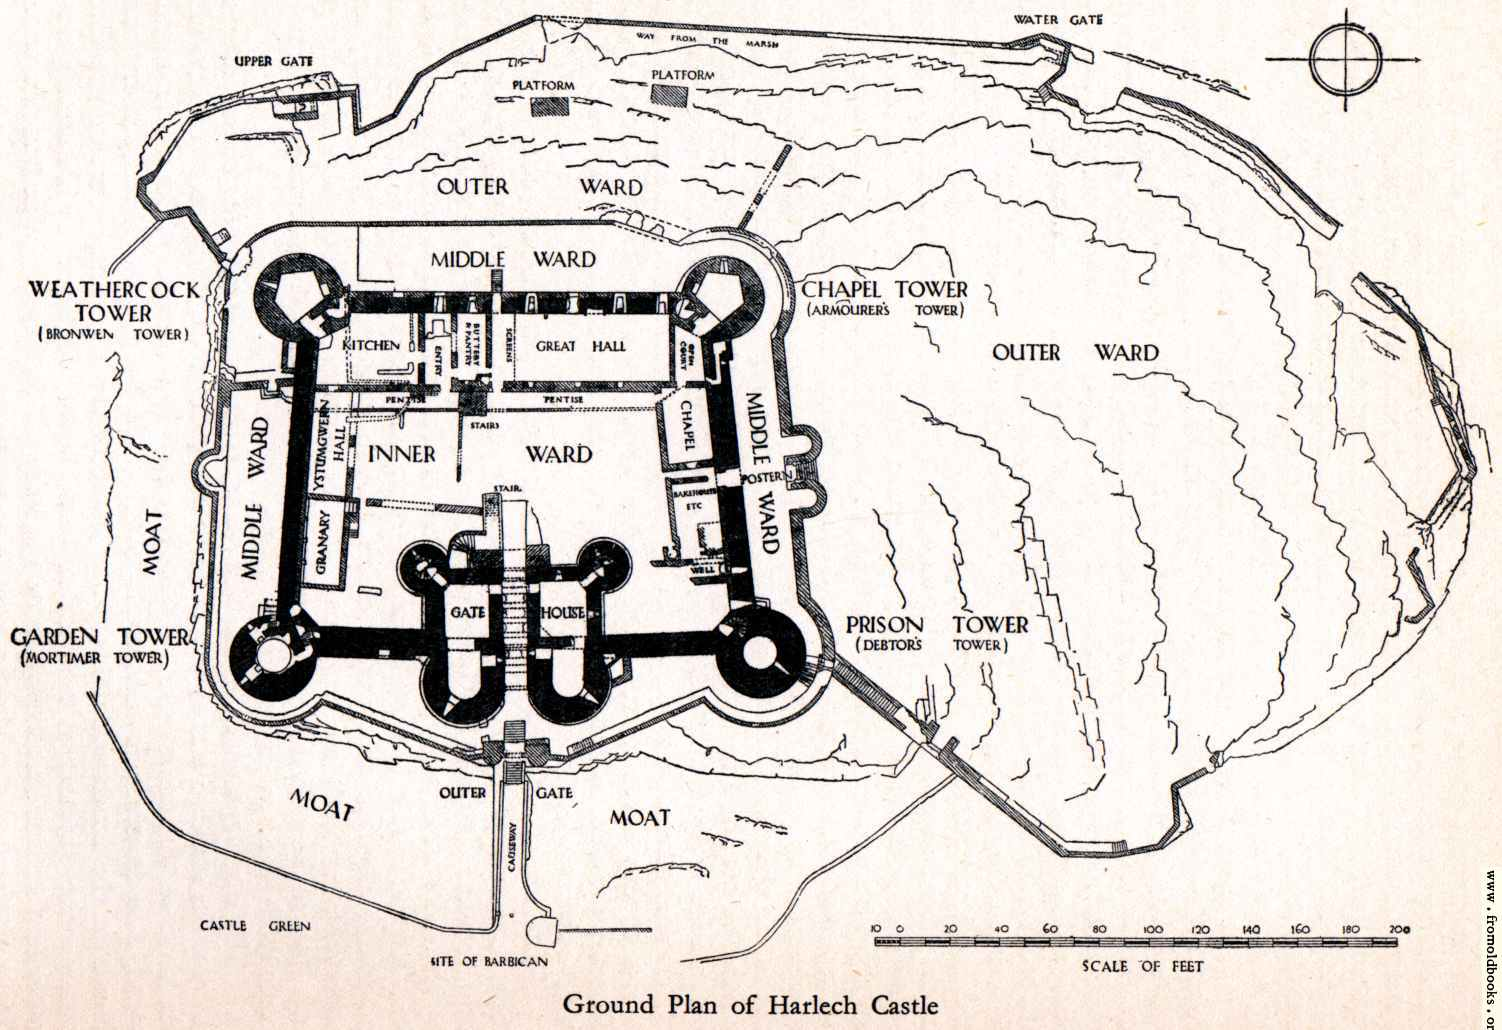 WATER GATE
WAY FROM THE MARSH
UPPER GATE
PLATFORM
PLATFORM
OUTER WARD
MIDDLE WARD
WEATHERCOCK
TOWER
(BRONWEN TOWER)
CHAPEL TOWER
(ARMOURER'S TOWER)
KITCHEN
ENTRY
BUTTERY
& PANTRY
SCREENS
GREAT HALL
OPEN
COURT
OUTER WARD
PENTISE
PENTISE
STAIRS
YSTUMGWERN
HALL
CHAPEL
MIDDLE WARD
INNER WARD
MIDDLE WARD
POSTERN
STAIR
BAKEHOUSE
ETC
MOAT
GRANARY
WELL
GATE HOUSE
GARDEN TOWER
(MORTIMER TOWER)
PRISON TOWER
(DEBTOR'S TOWER)
MOAT
OUTER GATE
MOAT
CAUSEWAY
CASTLE GREEN
SITE OF BARBICAN
10 0 20 40 60 80 100 120 140 160 180 200
SCALE OF FEET
Ground Plan of Harlech Castle
www.fromoldbooks.or